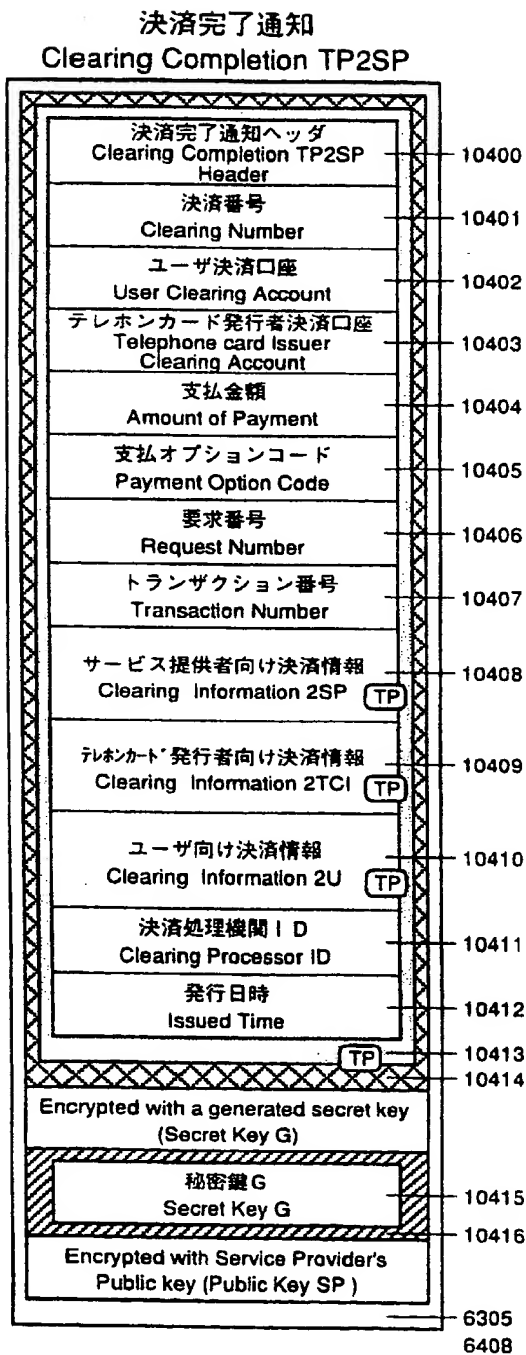 決済完了通知
Clearing Completion TP2SP
決済完了通知ヘッダ
Clearing Completion TP2SP
Header
10400
決済番号
Clearing Number
10401
ユーザ決済口座
User Clearing Account
10402
テレホンカード発行者決済口座
Telephone card Issuer
Clearing Account
10403
支払金額
Amount of Payment
10404
支払オプションコード
Payment Option Code
10405
要求番号
Request Number
10406
トランザクション番号
Transaction Number
10407
サービス提供者向け決済情報
Clearing Information 2SP
TP
10408
テレホンカード発行者向け決済情報
Clearing Information 2TCI
TP
10409
ユーザ向け決済情報
Clearing Information 2U
TP
10410
決済処理機関ID
Clearing Processor ID
10411
発行日時
Issued Time
10412
TP
10413
10414
Encrypted with a generated secret key
(Secret Key G)
秘密鍵G
Secret Key G
10415
10416
Encrypted with Service Provider's
Public key (Public Key SP )
6305
6408